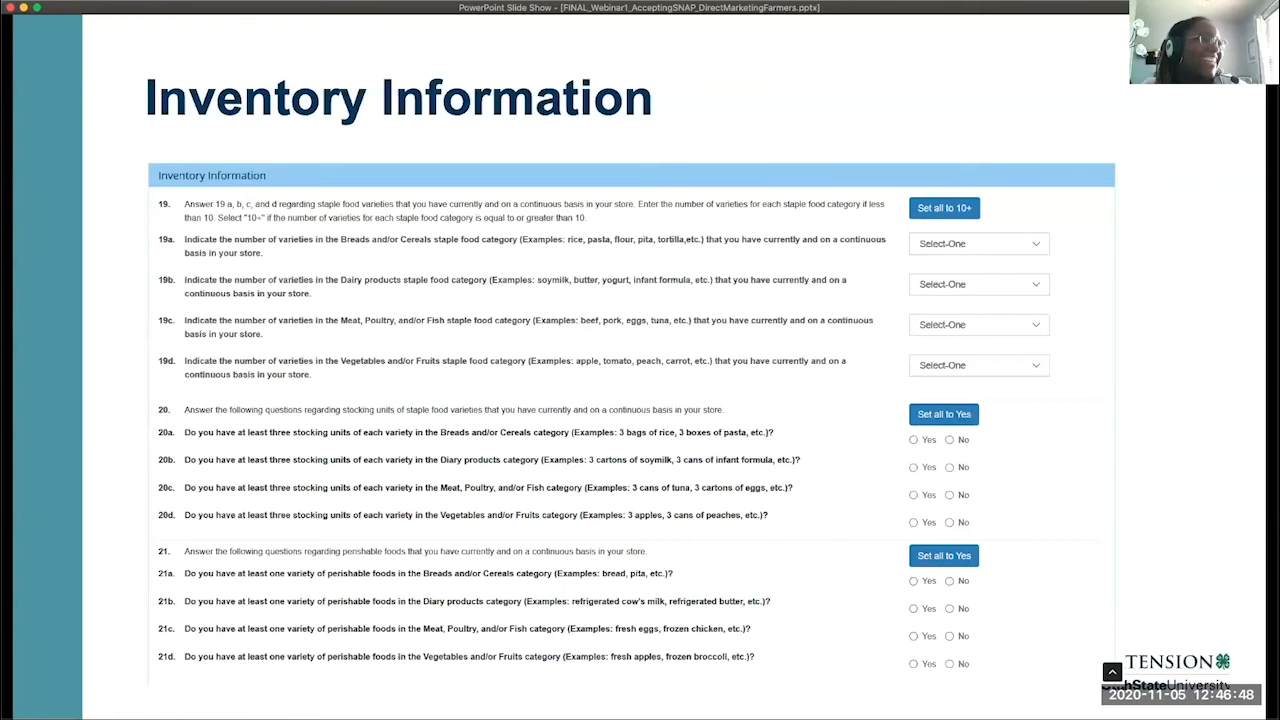 PowerPoint Slide Show - [FINAL_Webinar1_AcceptingSNAP_DirectMarketingFarmers.pptx]
Inventory Information
Inventory Information
19. Answer 19 a, b, c, and d regarding staple food varieties that you have currently and on a continuous basis in your store. Enter the number of varieties for each staple food category if less
than 10. Select "10+" if the number of varieties for each staple food category is equal to or greater than 10.
Set all to 10+
19a. Indicate the number of varieties in the Breads and/or Cereals staple food category (Examples: rice, pasta, flour, pita, tortilla,etc.) that you have currently and on a continuous
basis in your store.
Select-One
19b. Indicate the number of varieties in the Dairy products staple food category (Examples: soymilk, butter, yogurt, infant formula, etc.) that you have currently and on a
continuous basis in your store.
Select-One
19c. Indicate the number of varieties in the Meat, Poultry, and/or Fish staple food category (Examples: beef, pork, eggs, tuna, etc.) that you have currently and on a continuous
basis in your store.
Select-One
19d. Indicate the number of varieties in the Vegetables and/or Fruits staple food category (Examples: apple, tomato, peach, carrot, etc.) that you have currently and on a
continuous basis in your store.
Select-One
20. Answer the following questions regarding stocking units of staple food varieties that you have currently and on a continuous basis in your store.
Set all to Yes
20a. Do you have at least three stocking units of each variety in the Breads and/or Cereals category (Examples: 3 bags of rice, 3 boxes of pasta, etc.)?
Yes No
20b. Do you have at least three stocking units of each variety in the Diary products category (Examples: 3 cartons of soymilk, 3 cans of infant formula, etc.)?
Yes No
20c. Do you have at least three stocking units of each variety in the Meat, Poultry, and/or Fish category (Examples: 3 cans of tuna, 3 cartons of eggs, etc.)?
Yes No
20d. Do you have at least three stocking units of each variety in the Vegetables and/or Fruits category (Examples: 3 apples, 3 cans of peaches, etc.)?
Yes No
21. Answer the following questions regarding perishable foods that you have currently and on a continuous basis in your store.
Set all to Yes
21a. Do you have at least one variety of perishable foods in the Breads and/or Cereals category (Examples: bread, pita, etc.)?
Yes No
21b. Do you have at least one variety of perishable foods in the Diary products category (Examples: refrigerated cow's milk, refrigerated butter, etc.)?
Yes No
21c. Do you have at least one variety of perishable foods in the Meat, Poultry, and/or Fish category (Examples: fresh eggs, frozen chicken, etc.)?
Yes No
21d. Do you have at least one variety of perishable foods in the Vegetables and/or Fruits category (Examples: fresh apples, frozen broccoli, etc.)?
Yes No
TENSION
2020-11-05 12:46:48